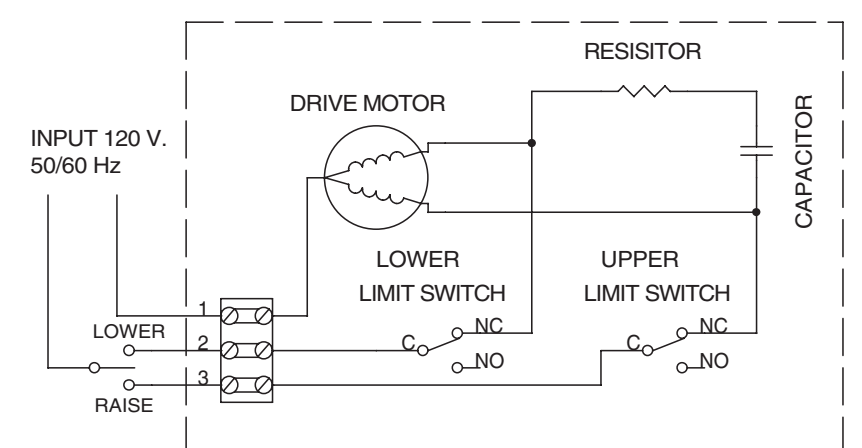 RESISITOR
DRIVE MOTOR
CAPACITOR
INPUT 120 V.
50/60 Hz
LOWER
LIMIT SWITCH
UPPER
LIMIT SWITCH
1
LOWER
2
C
NC
NO
C
NC
NO
3
RAISE